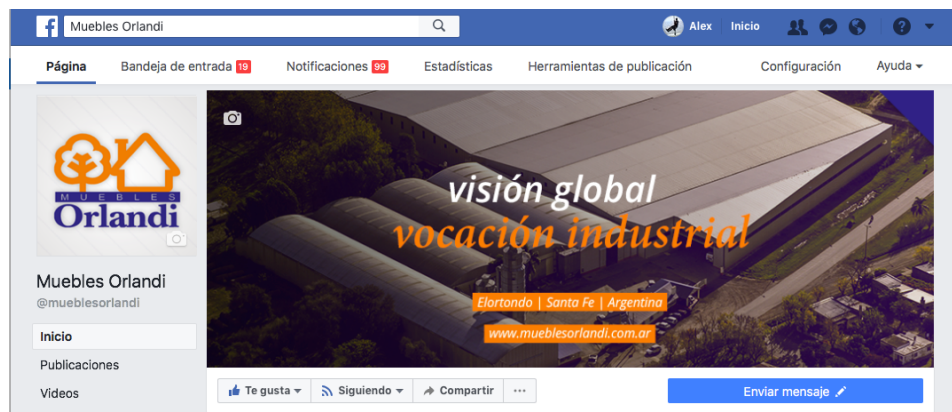 Muebles Orlandi
Alex Inicio
Página Bandeja de entrada 19 Notificaciones 99 Estadísticas Herramientas de publicación Configuración Ayuda
MUEBLES
Orlandi
visión global
vocación industrial
Elortondo | Santa Fe | Argentina
www.mueblesorlandi.com.ar
Muebles Orlandi
@mueblesorlandi
Inicio
Publicaciones
Videos
Te gusta Siguiendo Compartir ...
Enviar mensaje